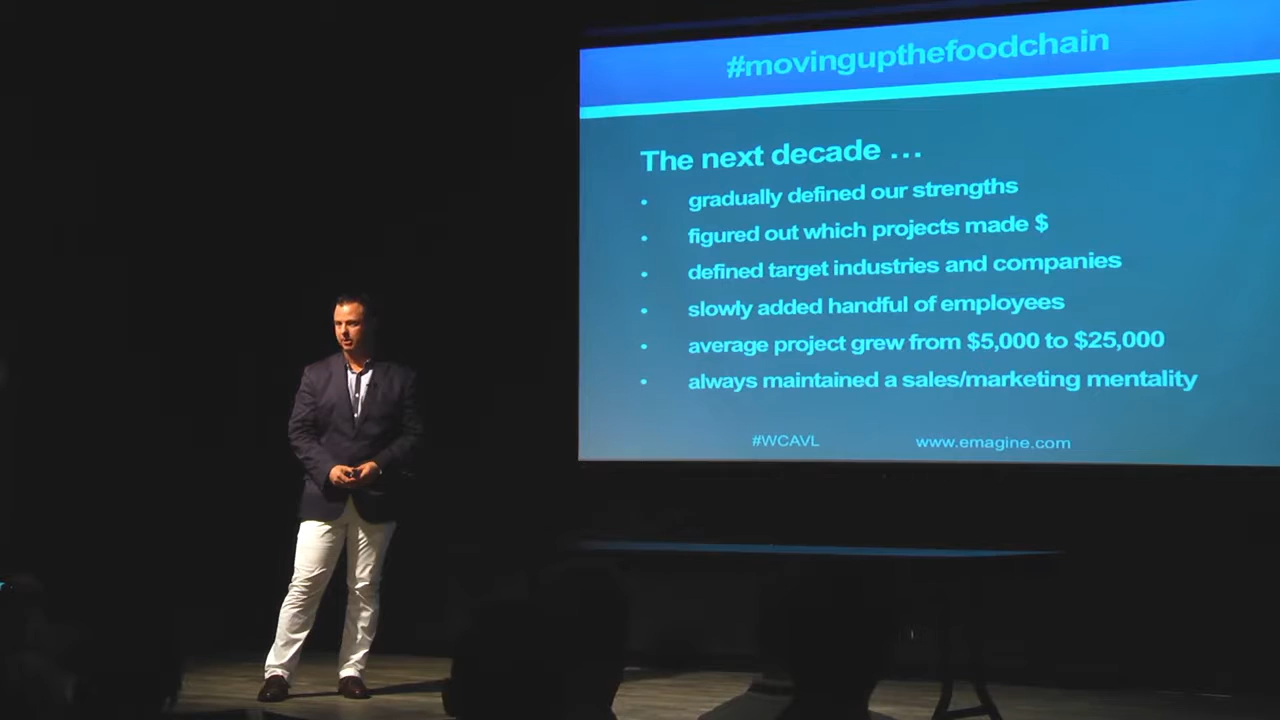 #movingupthefoodchain
The next decade …
• gradually defined our strengths
• figured out which projects made $
• defined target industries and companies
• slowly added handful of employees
• average project grew from $5,000 to $25,000
• always maintained a sales/marketing mentality
#WCAVL www.emagine.com